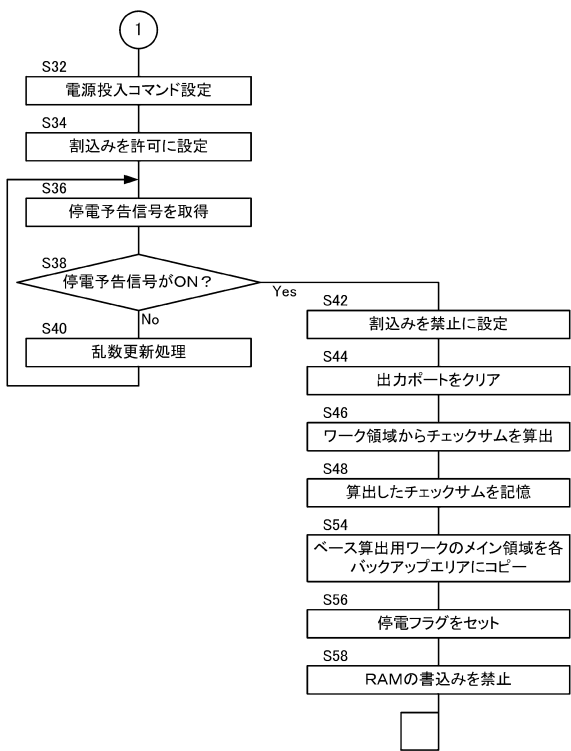 1
S32
電源投入コマンド設定
S34
割込みを許可に設定
S36
停電予告信号を取得
S38
停電予告信号がON？
Yes
No
S40
乱数更新処理
S42
割込みを禁止に設定
S44
出力ポートをクリア
S46
ワーク領域からチェックサムを算出
S48
算出したチェックサムを記憶
S54
ベース算出用ワークのメイン領域を各
バックアップエリアにコピー
S56
停電フラグをセット
S58
RAMの書込みを禁止